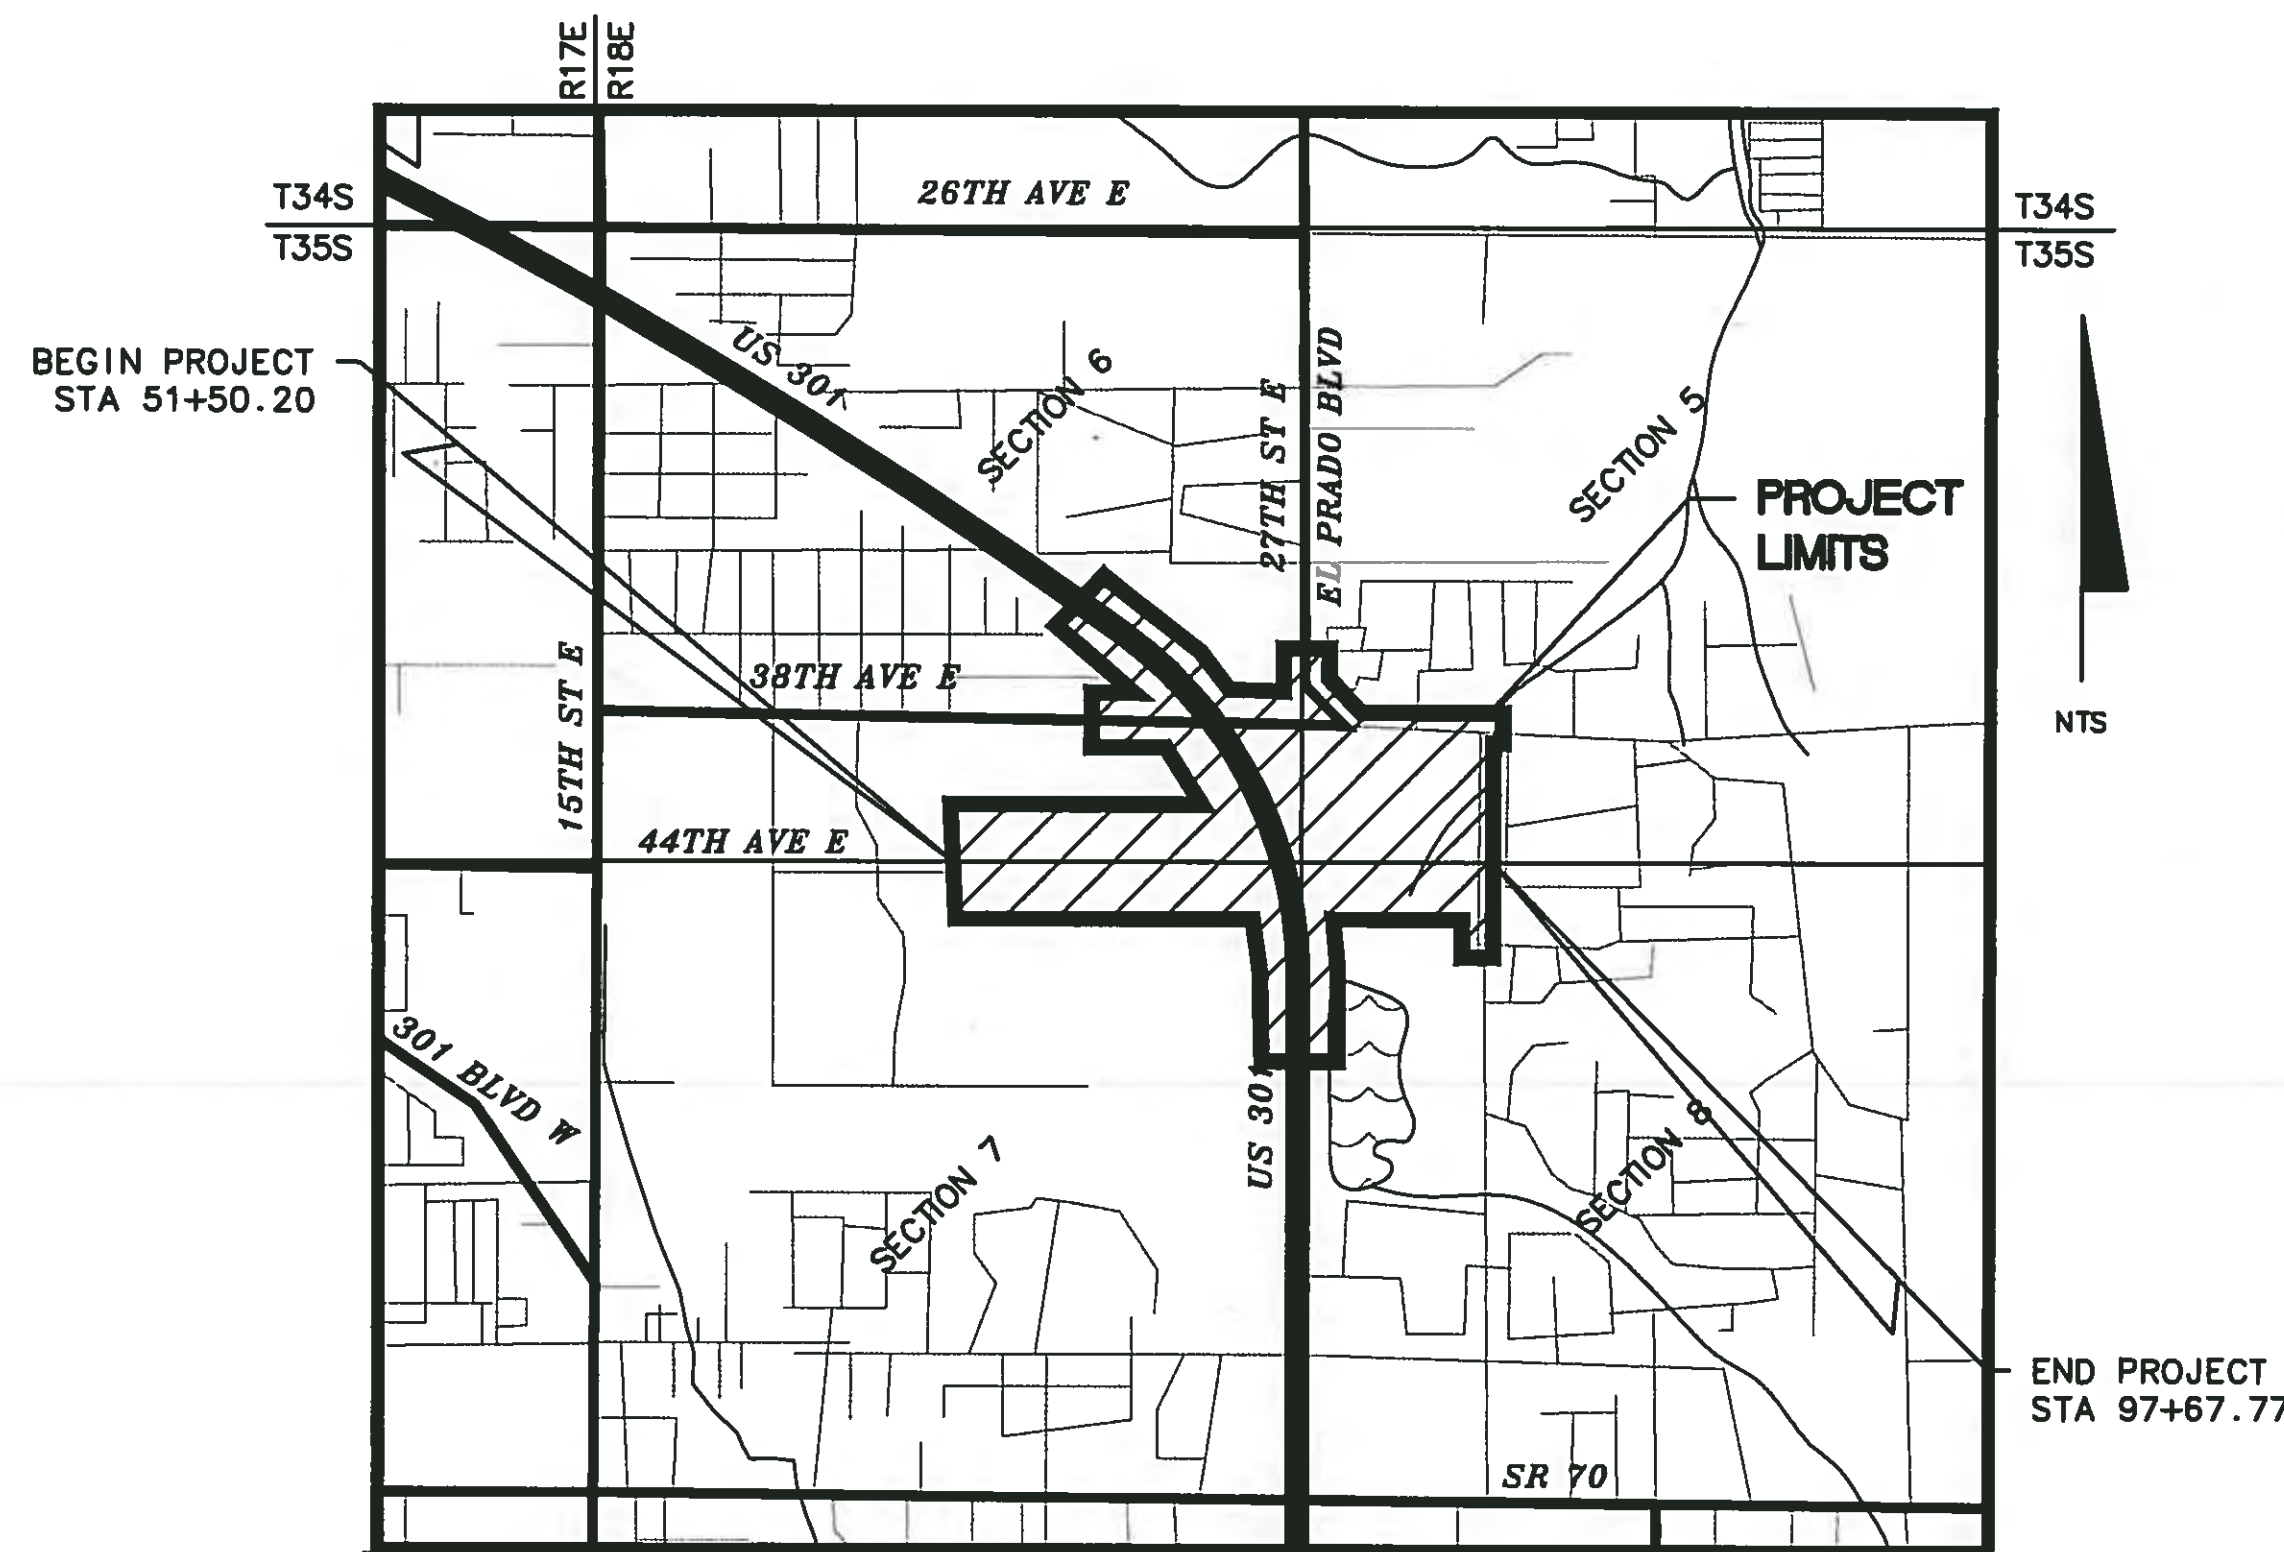 R17E
R18E
T34S
T35S
26TH AVE E
T34S
T35S
BEGIN PROJECT
STA 51+50.20
US 301
SECTION 6
27TH ST E
EL PRADO BLVD
SECTION 5
PROJECT
LIMITS
NTS
38TH AVE E
15TH ST E
44TH AVE E
301 BLVD W
US 301
SECTION 7
SECTION 8
END PROJECT
STA 97+67.77
SR 70